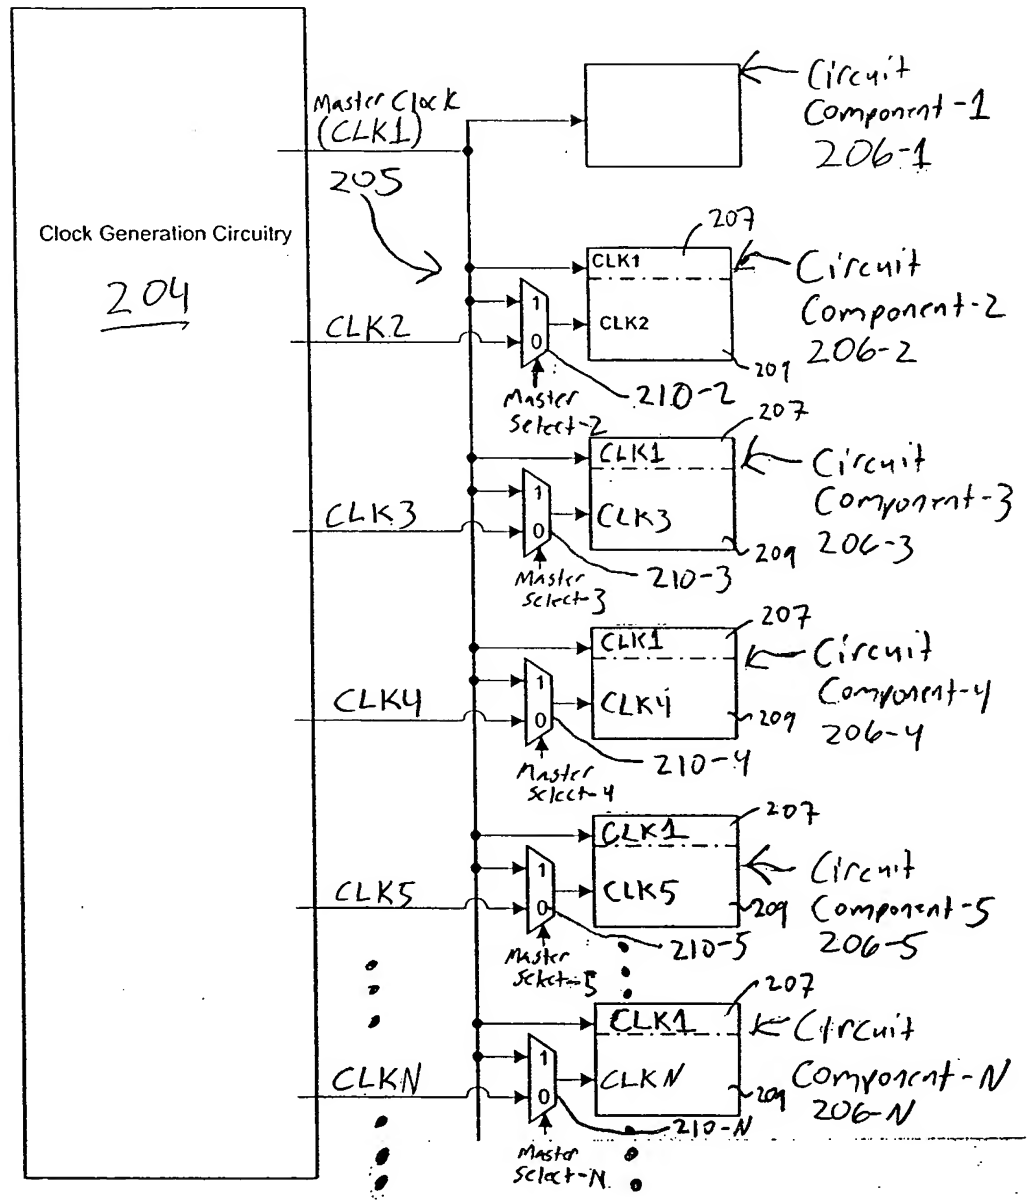 Clock Generation Circuitry
204
Master Clock
(CLK1)
205
Circuit
Component-1
206-1
207
CLK1
CLK2
CLK2
1
0
209
Circuit
Component-2
206-2
Master
Select-2
210-2
207
CLK1
CLK3
CLK3
1
0
209
Circuit
Component-3
206-3
Master
Select-3
210-3
207
CLK1
CLK4
CLK4
1
0
209
Circuit
Component-4
206-4
Master
Select-4
210-4
207
CLK1
CLK5
CLK5
1
0
209
Circuit
Component-5
206-5
Master
Select-5
210-5
207
CLK1
CLKN
CLKN
1
0
209
Circuit
Component-N
206-N
Master
Select-N
210-N